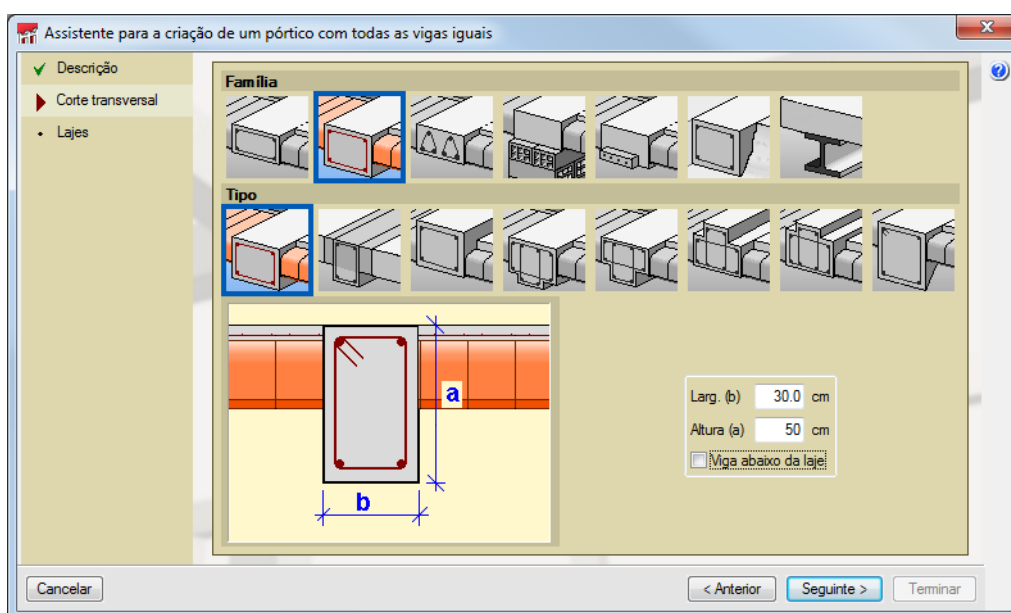 Assistente para a criação de um pórtico com todas as vigas iguais
Descrição
Corte transversal
Lajes
Família
Tipo
a
b
Larg. (b) 30.0 cm
Altura (a) 50 cm
Viga abaixo da laje
Cancelar
< Anterior
Seguinte >
Terminar